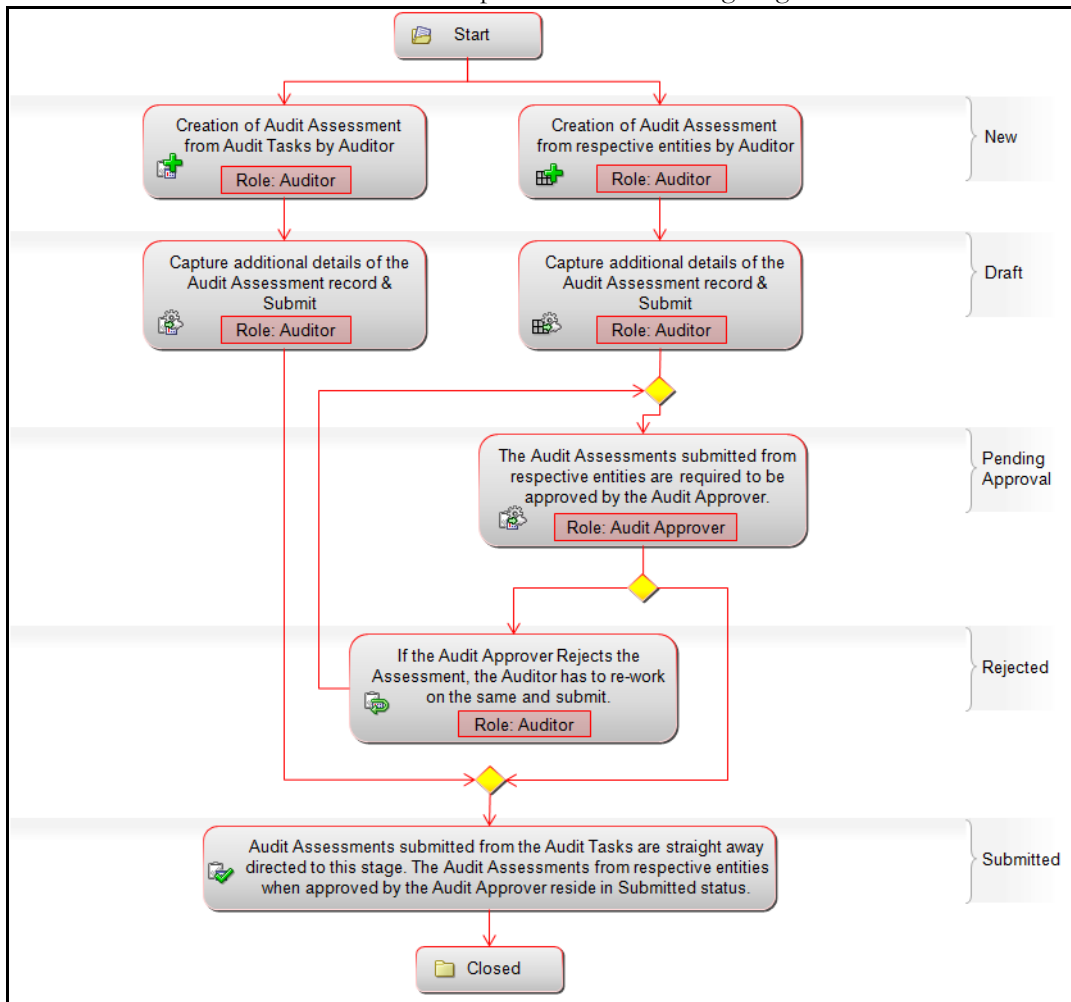 Start
Creation of Audit Assessment
from Audit Tasks by Auditor
Role: Auditor
Creation of Audit Assessment
from respective entities by Auditor
Role: Auditor
New
Capture additional details of the
Audit Assessment record &
Submit
Role: Auditor
Capture additional details of the
Audit Assessment record &
Submit
Role: Auditor
Draft
The Audit Assessments submitted from
respective entities are required to be
approved by the Audit Approver.
Role: Audit Approver
Pending
Approval
If the Audit Approver Rejects the
Assessment, the Auditor has to re-work
on the same and submit.
Role: Auditor
Rejected
Audit Assessments submitted from the Audit Tasks are straight away
directed to this stage. The Audit Assessments from respective entities
when approved by the Audit Approver reside in Submitted status.
Submitted
Closed